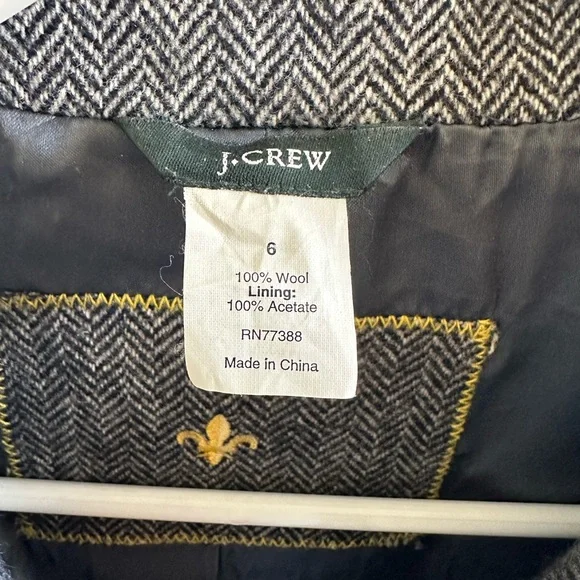 J.CREW
6
100% Wool
Lining:
100% Acetate
RN77388
Made in China